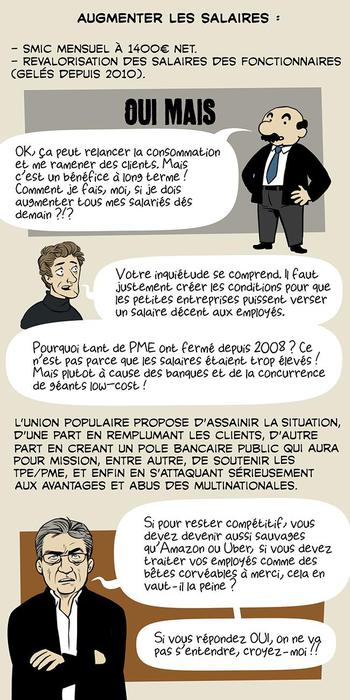 AUGMENTER LES SALAIRES :
- SMIC MENSUEL À 1400€ NET.
- REVALORISATION DES SALAIRES DES FONCTIONNAIRES
(GELÉS DEPUIS 2010).
OUI MAIS
OK, ça peut relancer la consommation
et me ramener des clients. Mais
c'est un bénéfice à long terme !
Comment je fais, moi, si je dois
augmenter tous mes salariés dès
demain ?!?
Votre inquiétude se comprend. Il faut
justement créer les conditions pour que
les petites entreprises puissent verser
un salaire décent aux employés.
Pourquoi tant de PME ont fermé depuis 2008 ? Ce
n'est pas parce que les salaires étaient trop élevés !
Mais plutôt à cause des banques et de la concurrence
de géants low-cost !
L'UNION POPULAIRE PROPOSE D'ASSAINIR LA SITUATION,
D'UNE PART EN REMPLUMANT LES CLIENTS, D'AUTRE
PART EN CREANT UN POLE BANCAIRE PUBLIC QUI AURA
POUR MISSION, ENTRE AUTRE, DE SOUTENIR LES
TPE/PME, ET ENFIN EN S'ATTAQUANT SÉRIEUSEMENT
AUX AVANTAGES ET ABUS DES MULTINATIONALES.
Si pour rester compétitif, vous
devez devenir aussi sauvages
qu'Amazon ou Uber, si vous devez
traiter vos employés comme des
bêtes corvéables à merci, cela en
vaut-il la peine ?
Si vous répondez OUI, on ne va
pas s'entendre, croyez-moi !!